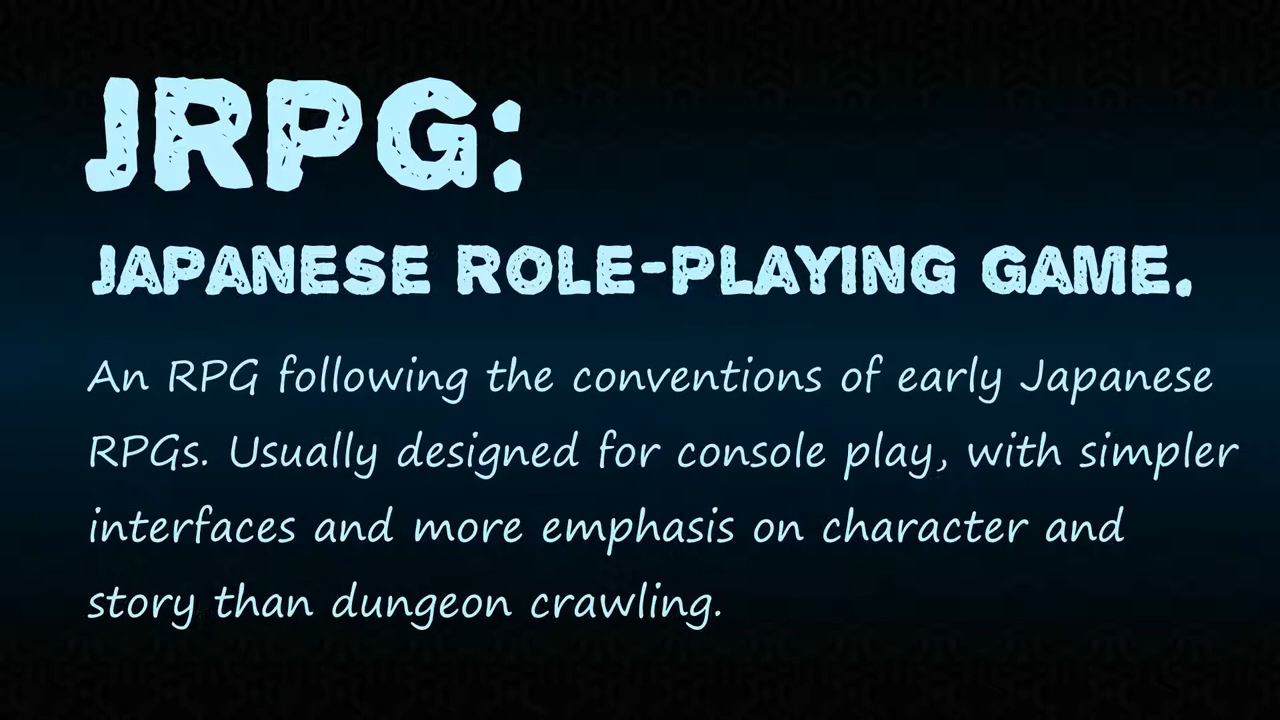 JRPG:
JAPANESE ROLE-PLAYING GAME.
An RPG following the conventions of early Japanese
RPGs. Usually designed for console play, with simpler
interfaces and more emphasis on character and
story than dungeon crawling.